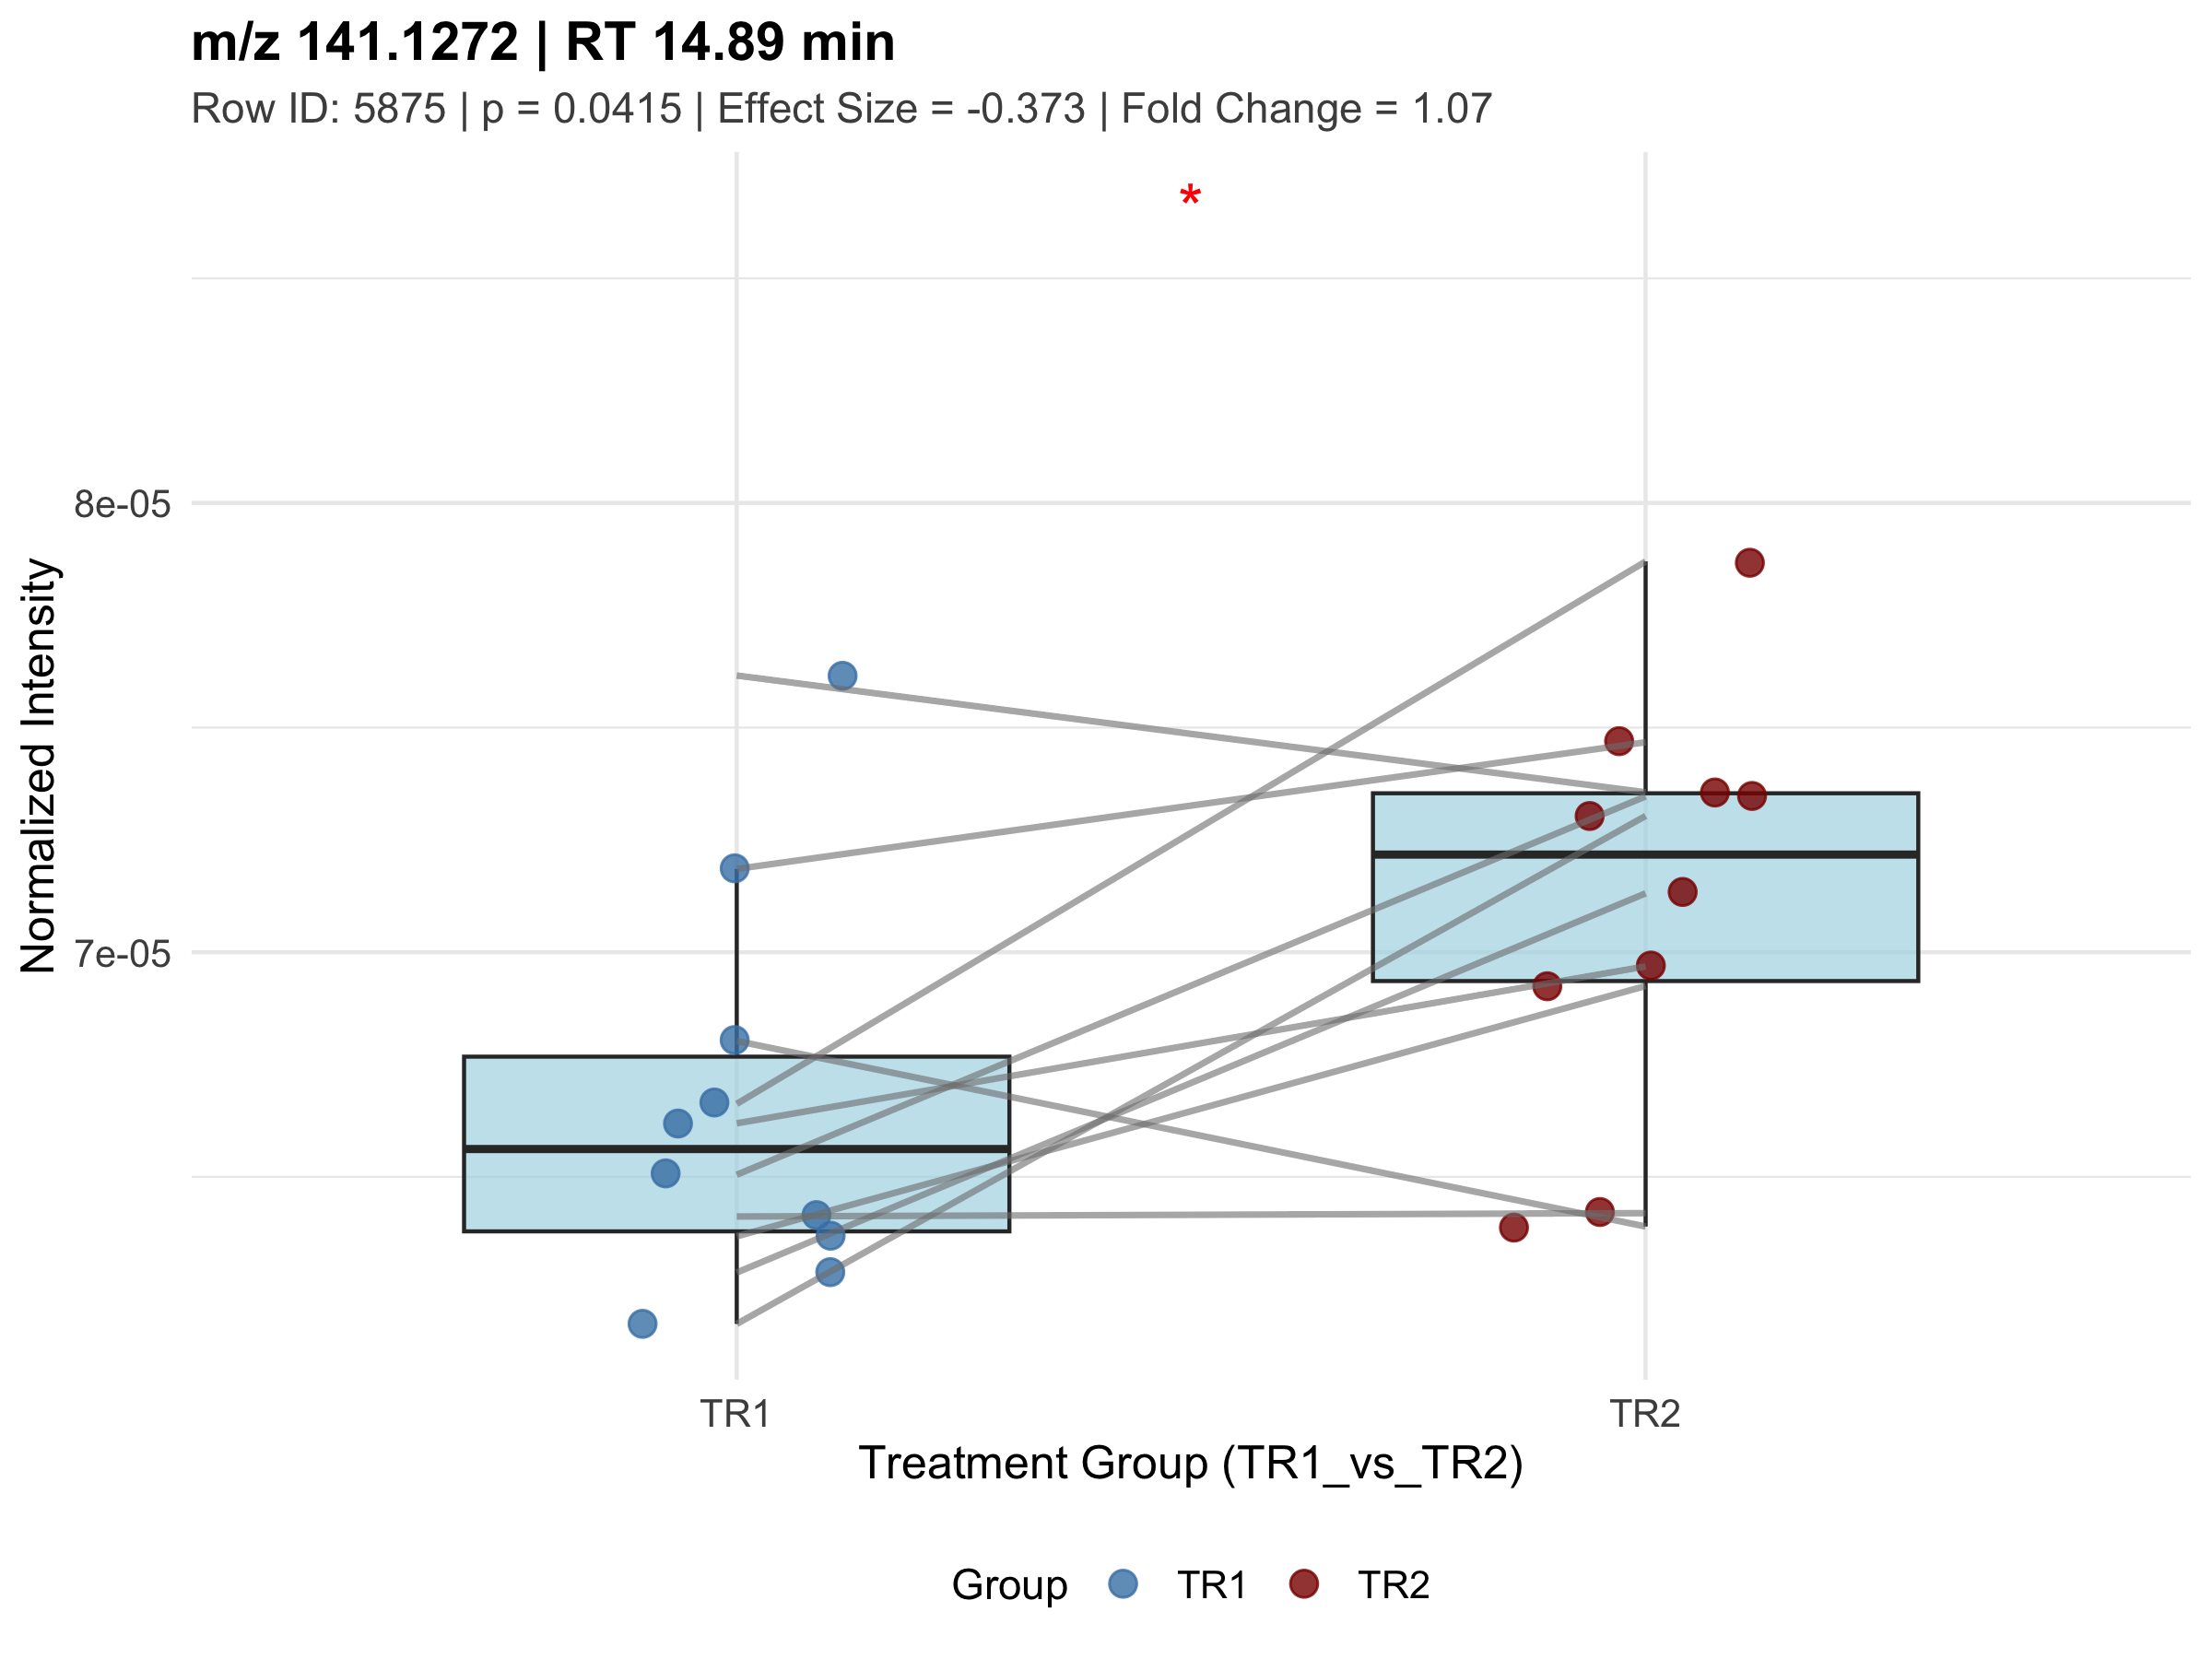 m/z 141.1272 | RT 14.89 min
Row ID: 5875 | p = 0.0415 | Effect Size = -0.373 | Fold Change = 1.07
*
8e-05
7e-05
Normalized Intensity
TR1
TR2
Treatment Group (TR1_vs_TR2)
Group TR1 TR2